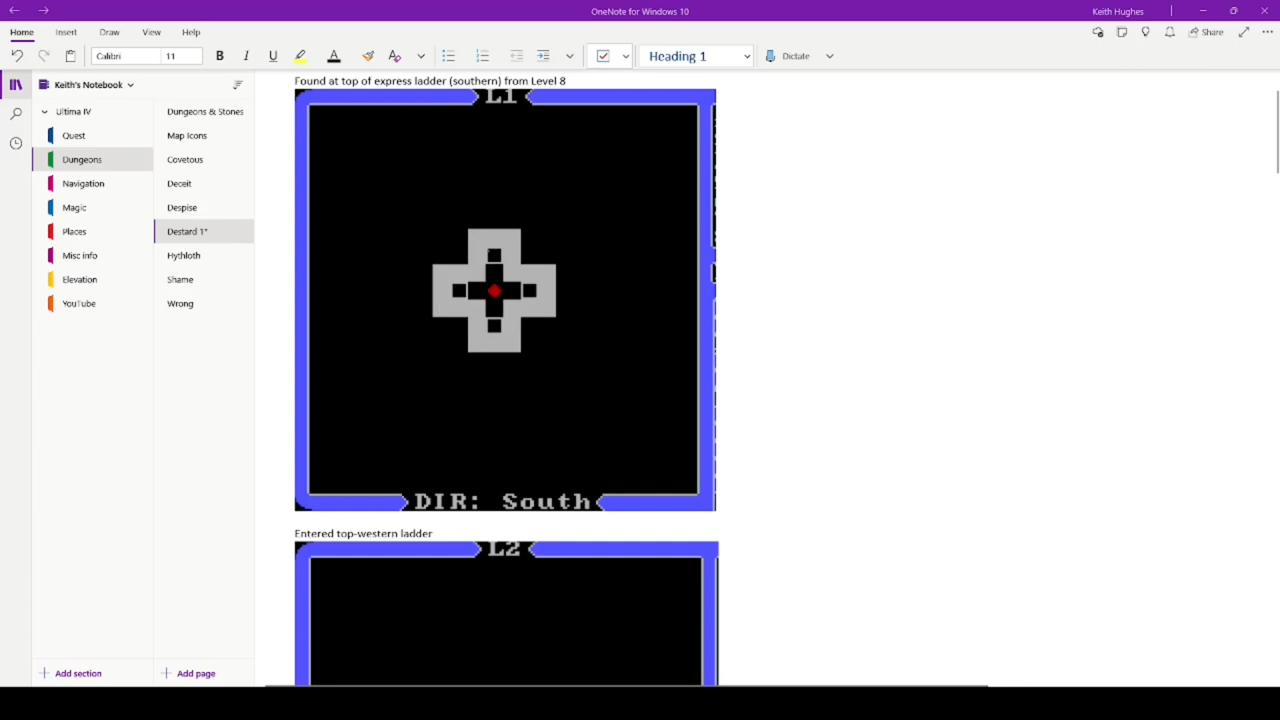 OneNote for Windows 10
Keith Hughes
Home Insert Draw View Help
Share
Calibri 11 B I U A Heading 1 Dictate
Keith's Notebook
Ultima IV
Quest
Dungeons
Navigation
Magic
Places
Misc info
Elevation
YouTube
Add section
Dungeons & Stones
Map Icons
Covetous
Deceit
Despise
Destard 1*
Hythloth
Shame
Wrong
Add page
Found at top of express ladder (southern) from Level 8
L1
DIR: South
Entered top-western ladder
L2